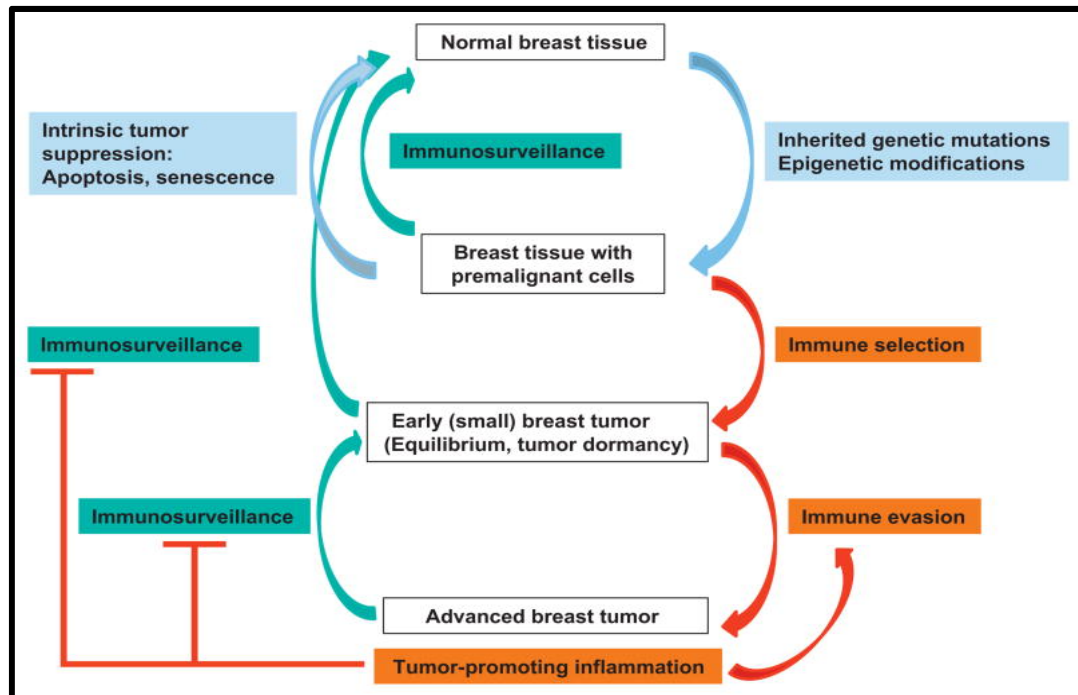 Normal breast tissue
Intrinsic tumor
suppression:
Apoptosis, senescence
Immunosurveillance
Inherited genetic mutations
Epigenetic modifications
Breast tissue with
premalignant cells
Immunosurveillance
Immune selection
Early (small) breast tumor
(Equilibrium, tumor dormancy)
Immunosurveillance
Immune evasion
Advanced breast tumor
Tumor-promoting inflammation